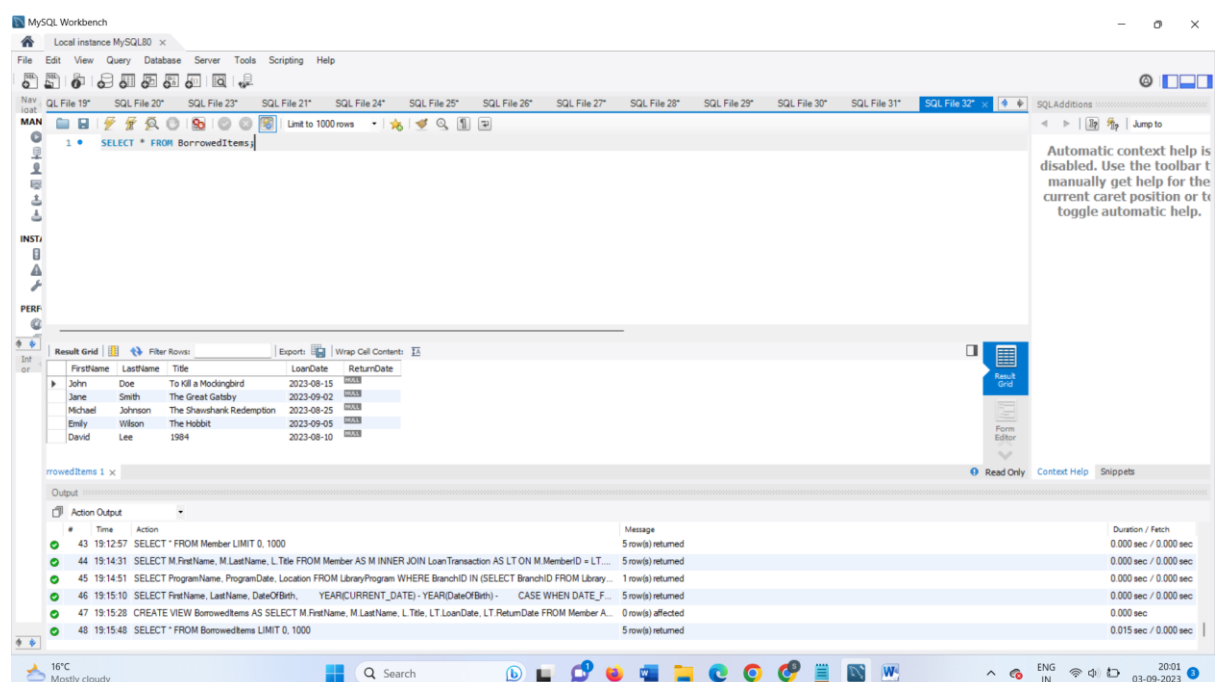 MySQL Workbench
Local instance MySQL80
File Edit View Query Database Server Tools Scripting Help
Nav igat
QL File 19* SQL File 20* SQL File 23* SQL File 21* SQL File 24* SQL File 25* SQL File 26* SQL File 27* SQL File 28* SQL File 29* SQL File 30* SQL File 31* SQL File 32*
SQLAdditions
MAN
Limit to 1000 rows
Jump to
1 SELECT * FROM BorrowedItems;
Automatic context help is
disabled. Use the toolbar t
manually get help for the
current caret position or to
toggle automatic help.
INSTA
PERF
Int
or
Result Grid Filter Rows: Export: Wrap Cell Content:
FirstName LastName Title LoanDate ReturnDate
John Doe To Kill a Mockingbird 2023-08-15 NULL
Jane Smith The Great Gatsby 2023-09-02 NULL
Michael Johnson The Shawshank Redemption 2023-08-25 NULL
Emily Wilson The Hobbit 2023-09-05 NULL
David Lee 1984 2023-08-10 NULL
Result
Grid
Form
Editor
rrowedItems 1
Read Only
Context Help Snippets
Output
Action Output
# Time Action Message Duration / Fetch
43 19:12:57 SELECT * FROM Member LIMIT 0, 1000 5 row(s) returned 0.000 sec / 0.000 sec
44 19:14:31 SELECT M.FirstName, M.LastName, L.Title FROM Member AS M INNER JOIN LoanTransaction AS LT ON M.MemberID = LT.... 5 row(s) returned 0.000 sec / 0.000 sec
45 19:14:51 SELECT ProgramName, ProgramDate, Location FROM LibraryProgram WHERE BranchID IN (SELECT BranchID FROM Library... 1 row(s) returned 0.000 sec / 0.000 sec
46 19:15:10 SELECT FirstName, LastName, DateOfBirth, YEAR(CURRENT_DATE) - YEAR(DateOfBirth) - CASE WHEN DATE_F... 5 row(s) returned 0.000 sec / 0.000 sec
47 19:15:28 CREATE VIEW BorrowedItems AS SELECT M.FirstName, M.LastName, L.Title, LT.LoanDate, LT.ReturnDate FROM Member A... 0 row(s) affected 0.000 sec
48 19:15:48 SELECT * FROM BorrowedItems LIMIT 0, 1000 5 row(s) returned 0.015 sec / 0.000 sec
16°C
Mostly cloudy
Search
ENG
IN
20:01
03-09-2023
3